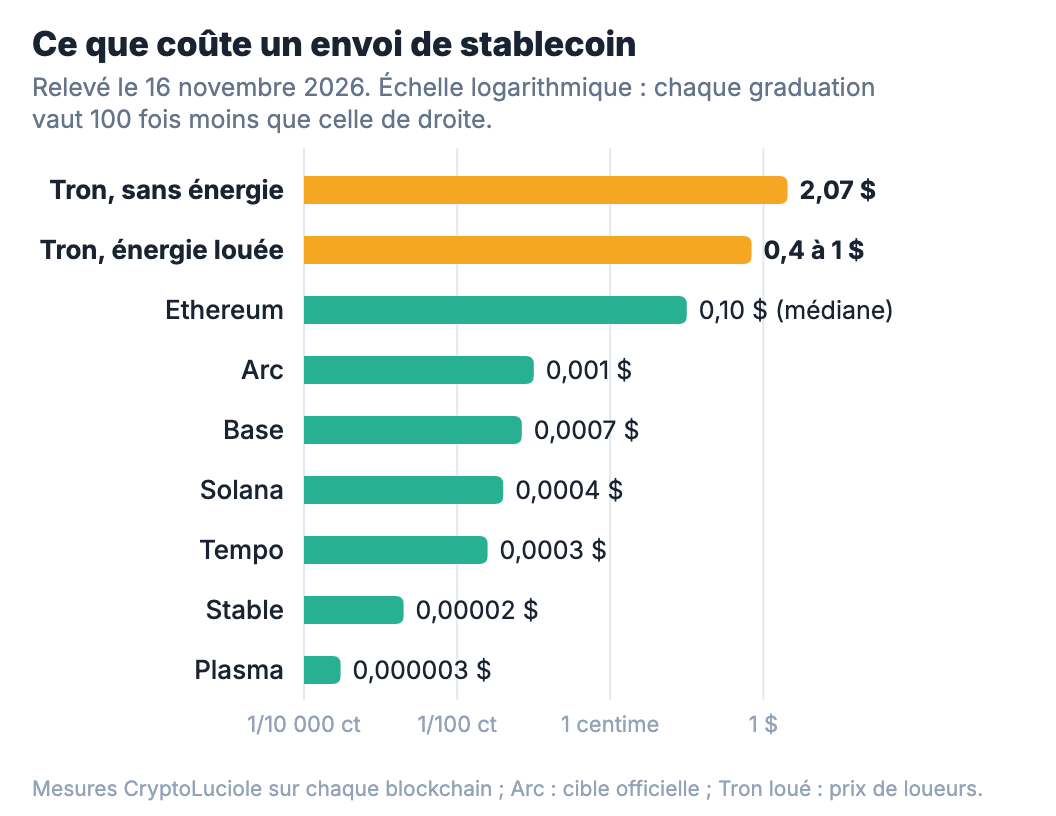 Ce que coûte un envoi de stablecoin
Relevé le 16 novembre 2026. Échelle logarithmique : chaque graduation
vaut 100 fois moins que celle de droite.
Tron, sans énergie 2,07 $
Tron, énergie louée 0,4 à 1 $
Ethereum 0,10 $ (médiane)
Arc 0,001 $
Base 0,0007 $
Solana 0,0004 $
Tempo 0,0003 $
Stable 0,00002 $
Plasma 0,000003 $
1/10 000 ct 1/100 ct 1 centime 1 $
Mesures CryptoLuciole sur chaque blockchain ; Arc : cible officielle ; Tron loué : prix de loueurs.